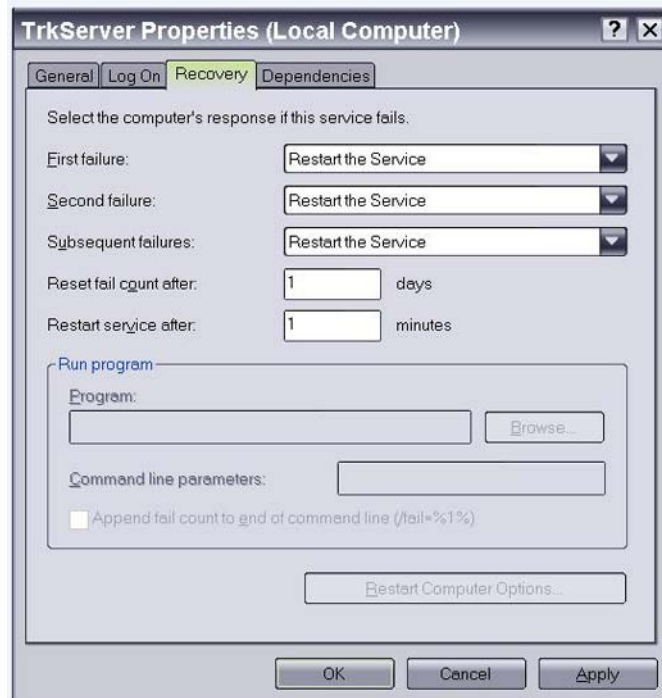 TrkServer Properties (Local Computer)
General Log On Recovery Dependencies
Select the computer's response if this service fails.
First failure: Restart the Service
Second failure: Restart the Service
Subsequent failures: Restart the Service
Reset fail count after: 1 days
Restart service after: 1 minutes
Run program
Program:
Browse...
Command line parameters:
Append fail count to end of command line (/fail=%1%)
Restart Computer Options...
OK Cancel Apply